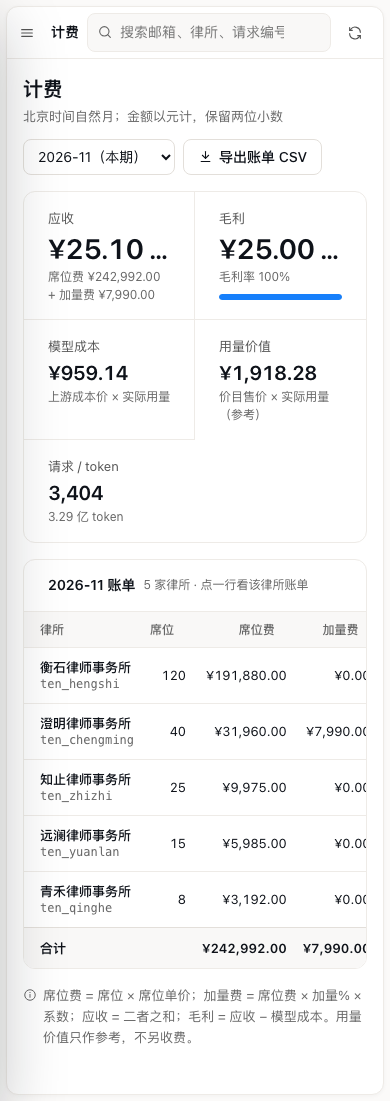 计费
搜索邮箱、律所、请求编号
计费
北京时间自然月；金额以元计，保留两位小数
2026-11（本期）
导出账单 CSV
应收
¥25.10 …
席位费 ¥242,992.00
+ 加量费 ¥7,990.00
毛利
¥25.00 …
毛利率 100%
模型成本
¥959.14
上游成本价 × 实际用量
用量价值
¥1,918.28
价目售价 × 实际用量
（参考）
请求 / token
3,404
3.29 亿 token
2026-11 账单 5 家律所 · 点一行看该律所账单
律所 席位 席位费 加量费
衡石律师事务所 120 ¥191,880.00 ¥0.00
ten_hengshi
澄明律师事务所 40 ¥31,960.00 ¥7,990.00
ten_chengming
知止律师事务所 25 ¥9,975.00 ¥0.00
ten_zhizhi
远澜律师事务所 15 ¥5,985.00 ¥0.00
ten_yuanlan
青禾律师事务所 8 ¥3,192.00 ¥0.00
ten_qinghe
合计 ¥242,992.00 ¥7,990.00
席位费 = 席位 × 席位单价；加量费 = 席位费 × 加量% ×
系数；应收 = 二者之和；毛利 = 应收 − 模型成本。用量
价值只作参考，不另收费。